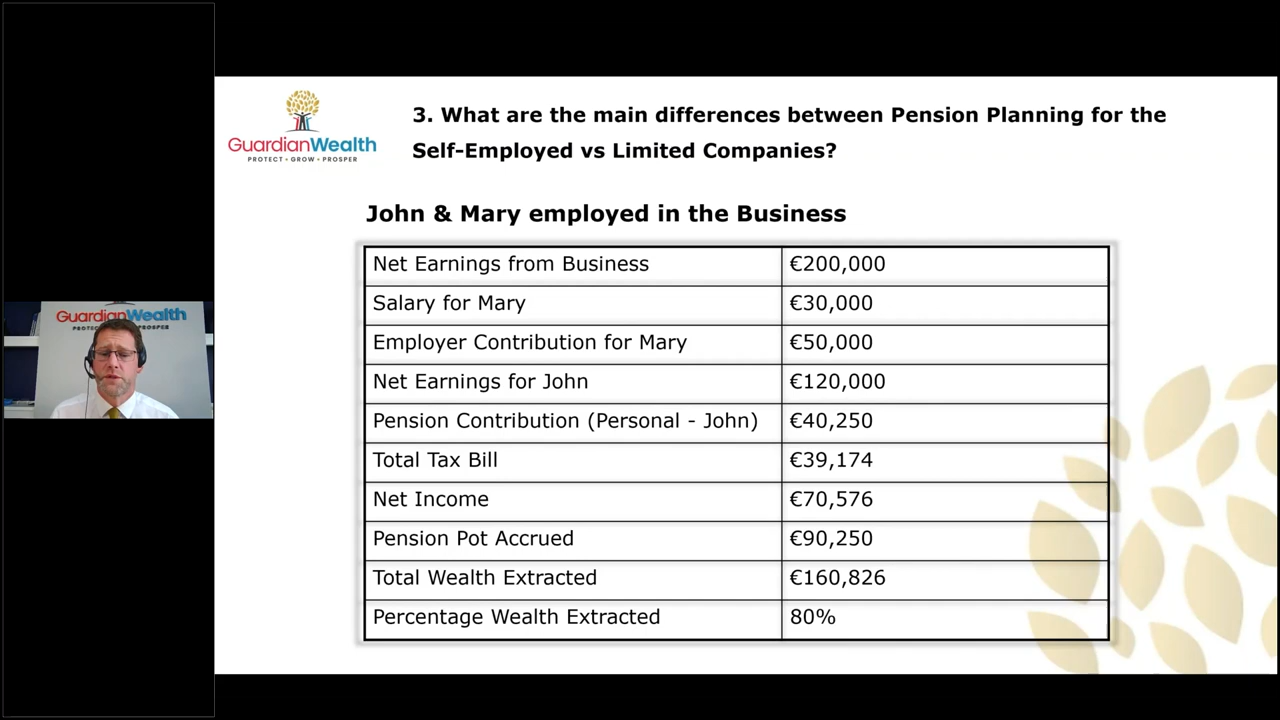 GuardianWealth
PROTECT • GROW • PROSPER
3. What are the main differences between Pension Planning for the
Self-Employed vs Limited Companies?
John & Mary employed in the Business
Net Earnings from Business €200,000
Salary for Mary €30,000
Employer Contribution for Mary €50,000
Net Earnings for John €120,000
Pension Contribution (Personal - John) €40,250
Total Tax Bill €39,174
Net Income €70,576
Pension Pot Accrued €90,250
Total Wealth Extracted €160,826
Percentage Wealth Extracted 80%
GuardianWealth